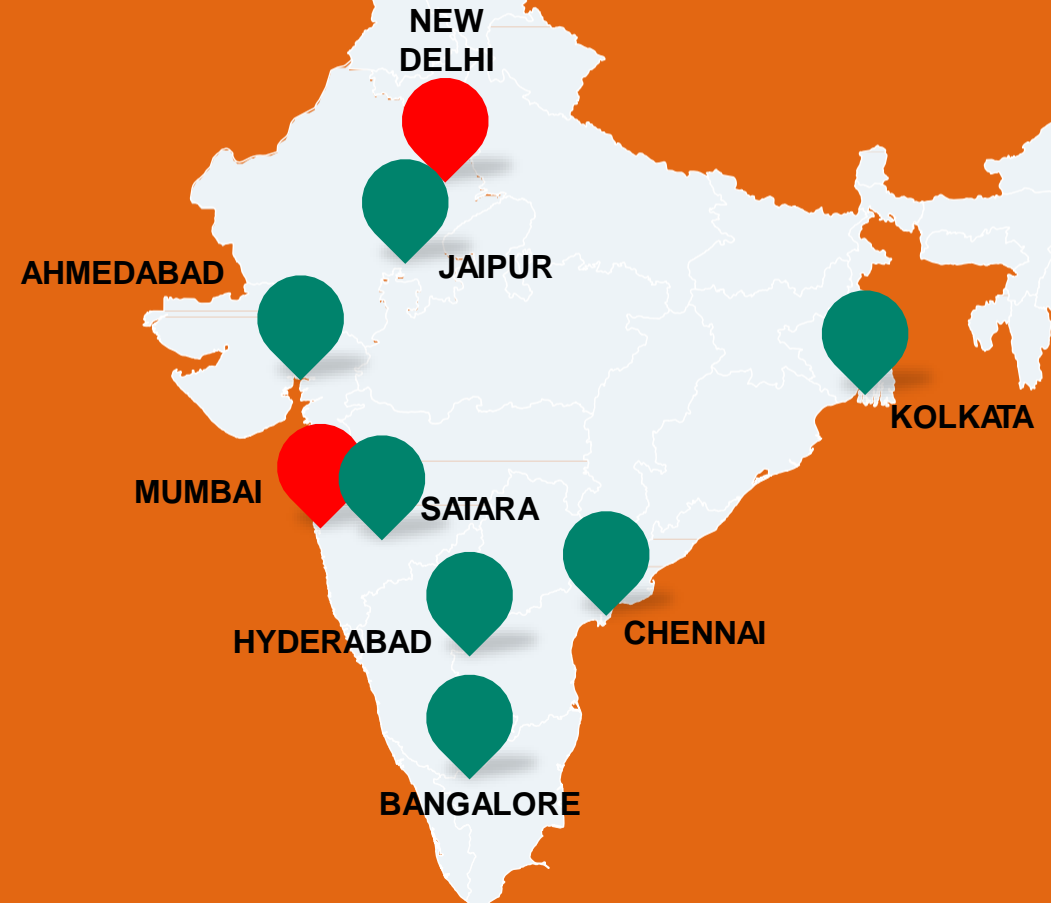 NEW
DELHI
JAIPUR
AHMEDABAD
KOLKATA
MUMBAI
SATARA
CHENNAI
HYDERABAD
BANGALORE